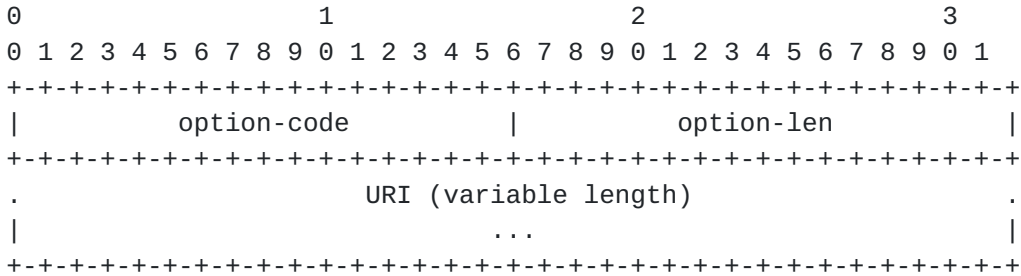 0                   1                   2                   3
0 1 2 3 4 5 6 7 8 9 0 1 2 3 4 5 6 7 8 9 0 1 2 3 4 5 6 7 8 9 0 1
+-+-+-+-+-+-+-+-+-+-+-+-+-+-+-+-+-+-+-+-+-+-+-+-+-+-+-+-+-+-+-+-+
|          option-code          |          option-len           |
+-+-+-+-+-+-+-+-+-+-+-+-+-+-+-+-+-+-+-+-+-+-+-+-+-+-+-+-+-+-+-+-+
.                      URI (variable length)                    .
|                              ...                              |
+-+-+-+-+-+-+-+-+-+-+-+-+-+-+-+-+-+-+-+-+-+-+-+-+-+-+-+-+-+-+-+-+